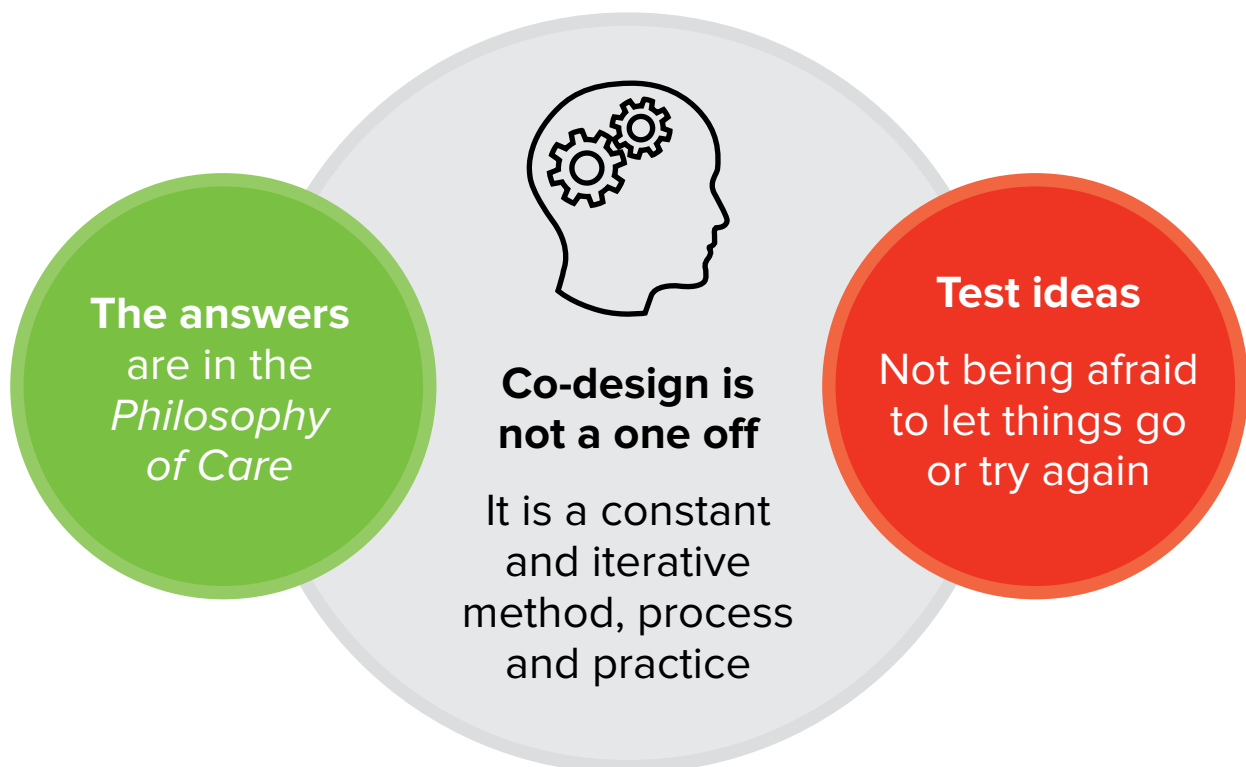 The answers
are in the
Philosophy
of Care
Co-design is
not a one off
It is a constant
and iterative
method, process
and practice
Test ideas
Not being afraid
to let things go
or try again